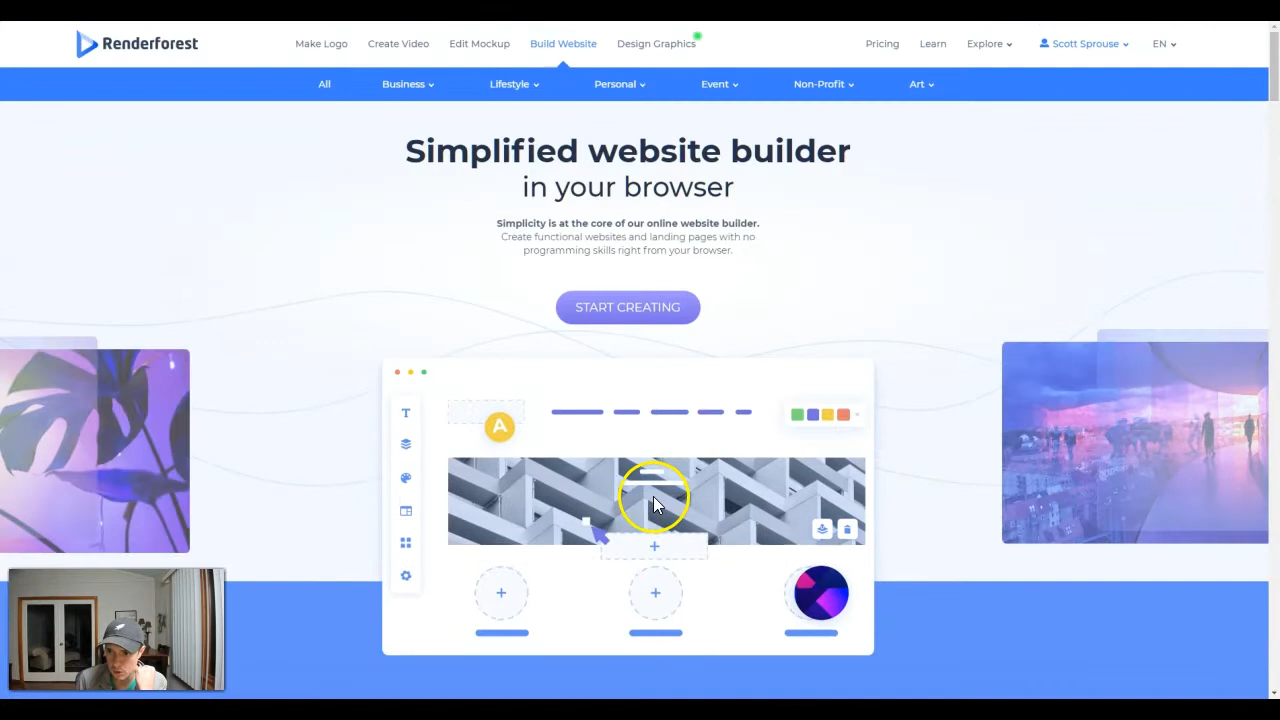 Renderforest
Make Logo Create Video Edit Mockup Build Website Design Graphics Pricing Learn Explore Scott Sprouse EN
All Business Lifestyle Personal Event Non-Profit Art
Simplified website builder
in your browser
Simplicity is at the core of our online website builder.
Create functional websites and landing pages with no
programming skills right from your browser.
START CREATING
T
A